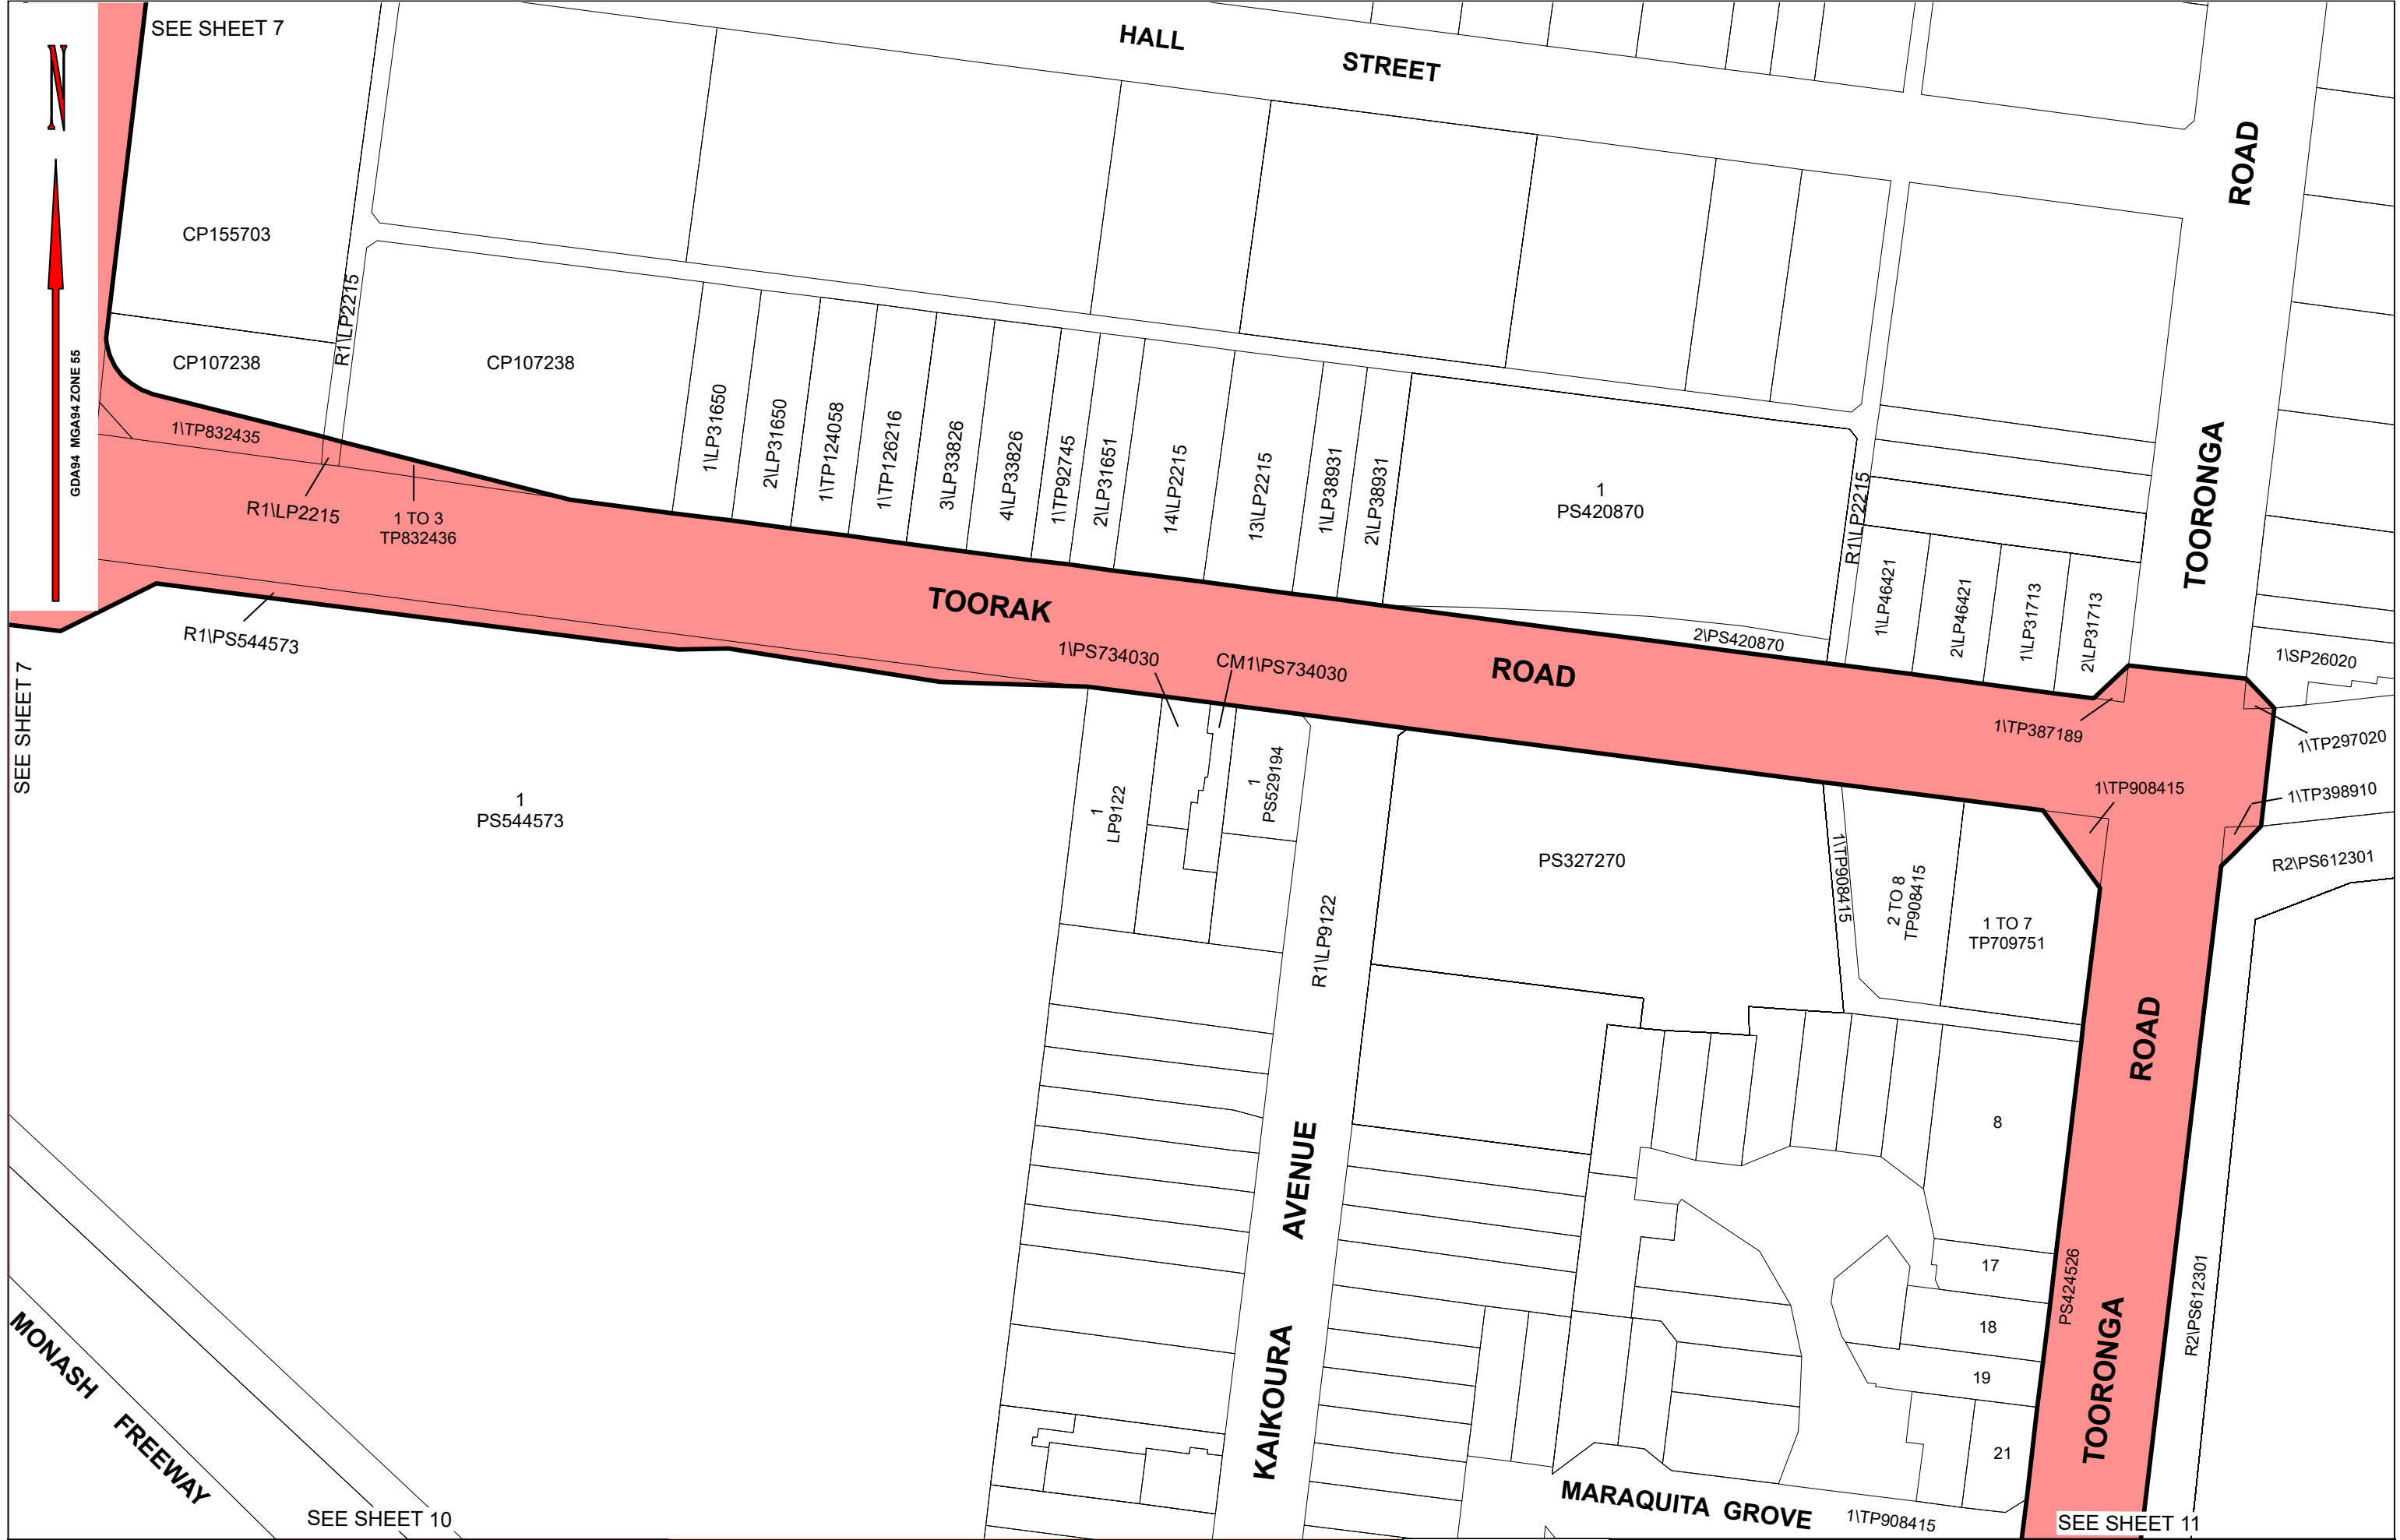 SEE SHEET 7
HALL
STREET
N
ROAD
GDA94 MGA94 ZONE 55
CP155703
R1\LP2215
CP107238
CP107238
1\LP31650
2\LP31650
1\TP124058
1\TP126216
3\LP33826
4\LP33826
1\TP92745
2\LP31651
14\LP2215
13\LP2215
1\LP38931
2\LP38931
1
PS420870
R1\LP2215
TOORONGA
1\TP832435
R1\LP2215
1 TO 3
TP832436
1\LP46421
2\LP46421
1\LP31713
2\LP31713
TOORAK
ROAD
2\PS420870
R1\PS544573
1\PS734030
CM1\PS734030
1\SP26020
1\TP387189
1\TP297020
SEE SHEET 7
1
PS544573
1
LP9122
1
PS529194
PS327270
1\TP908415
1\TP398910
R2\PS612301
1\TP908415
2 TO 8
TP908415
1 TO 7
TP709751
R1\LP9122
ROAD
8
AVENUE
KAIKOURA
17
18
19
21
PS424526
R2\PS612301
TOORONGA
MONASH
FREEWAY
SEE SHEET 10
MARAQUITA GROVE
1\TP908415
SEE SHEET 11